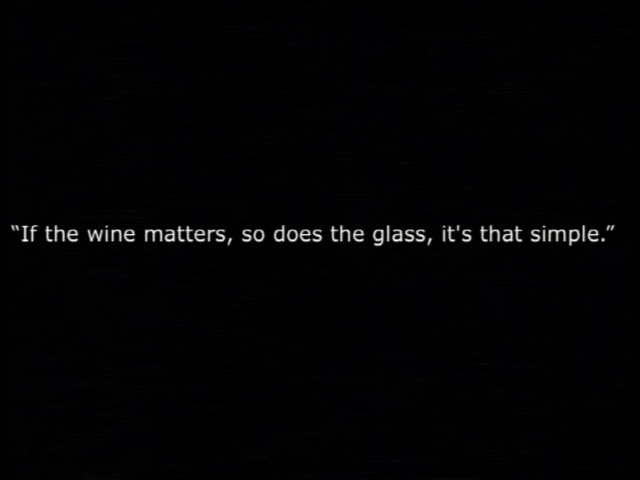 “If the wine matters, so does the glass, it's that simple.”